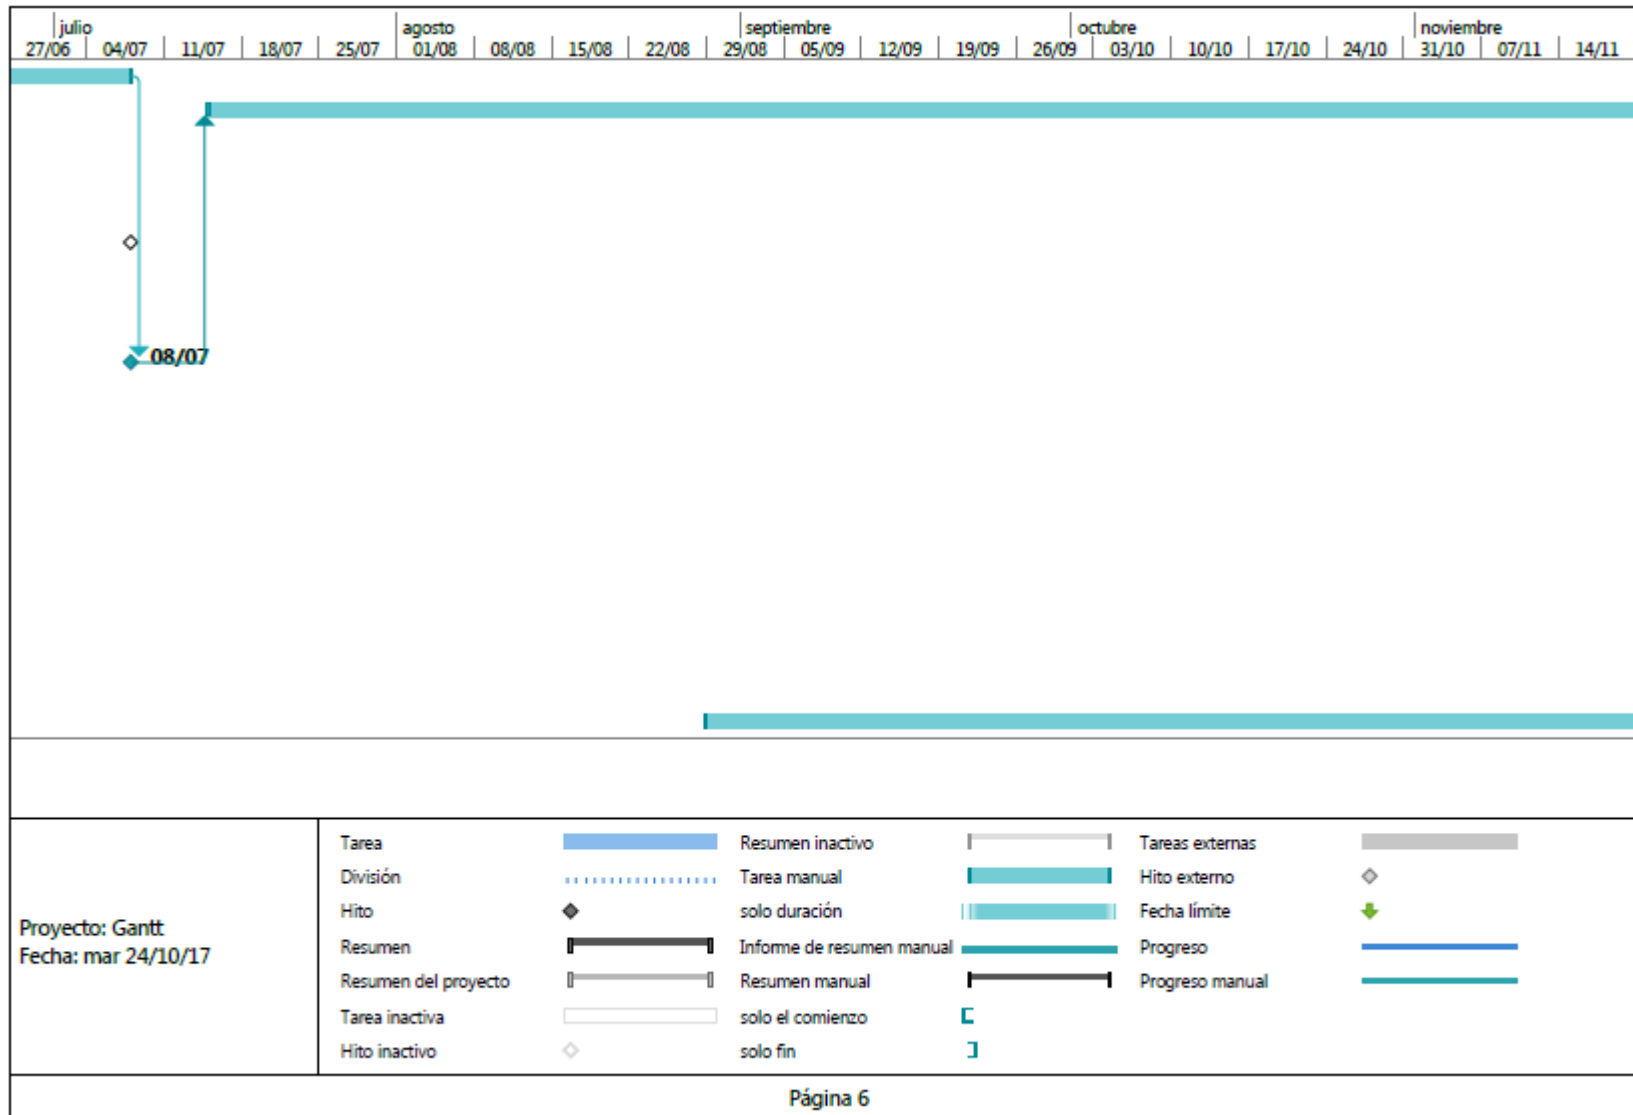 julio agosto septiembre octubre noviembre
27/06 04/07 11/07 18/07 25/07 01/08 08/08 15/08 22/08 29/08 05/09 12/09 19/09 26/09 03/10 10/10 17/10 24/10 31/10 07/11 14/11
08/07
Proyecto: Gantt
Fecha: mar 24/10/17
Tarea
División
Hito
Resumen
Resumen del proyecto
Tarea inactiva
Hito inactivo
Resumen inactivo
Tarea manual
solo duración
Informe de resumen manual
Resumen manual
solo el comienzo
solo fin
Tareas externas
Hito externo
Fecha límite
Progreso
Progreso manual
Página 6